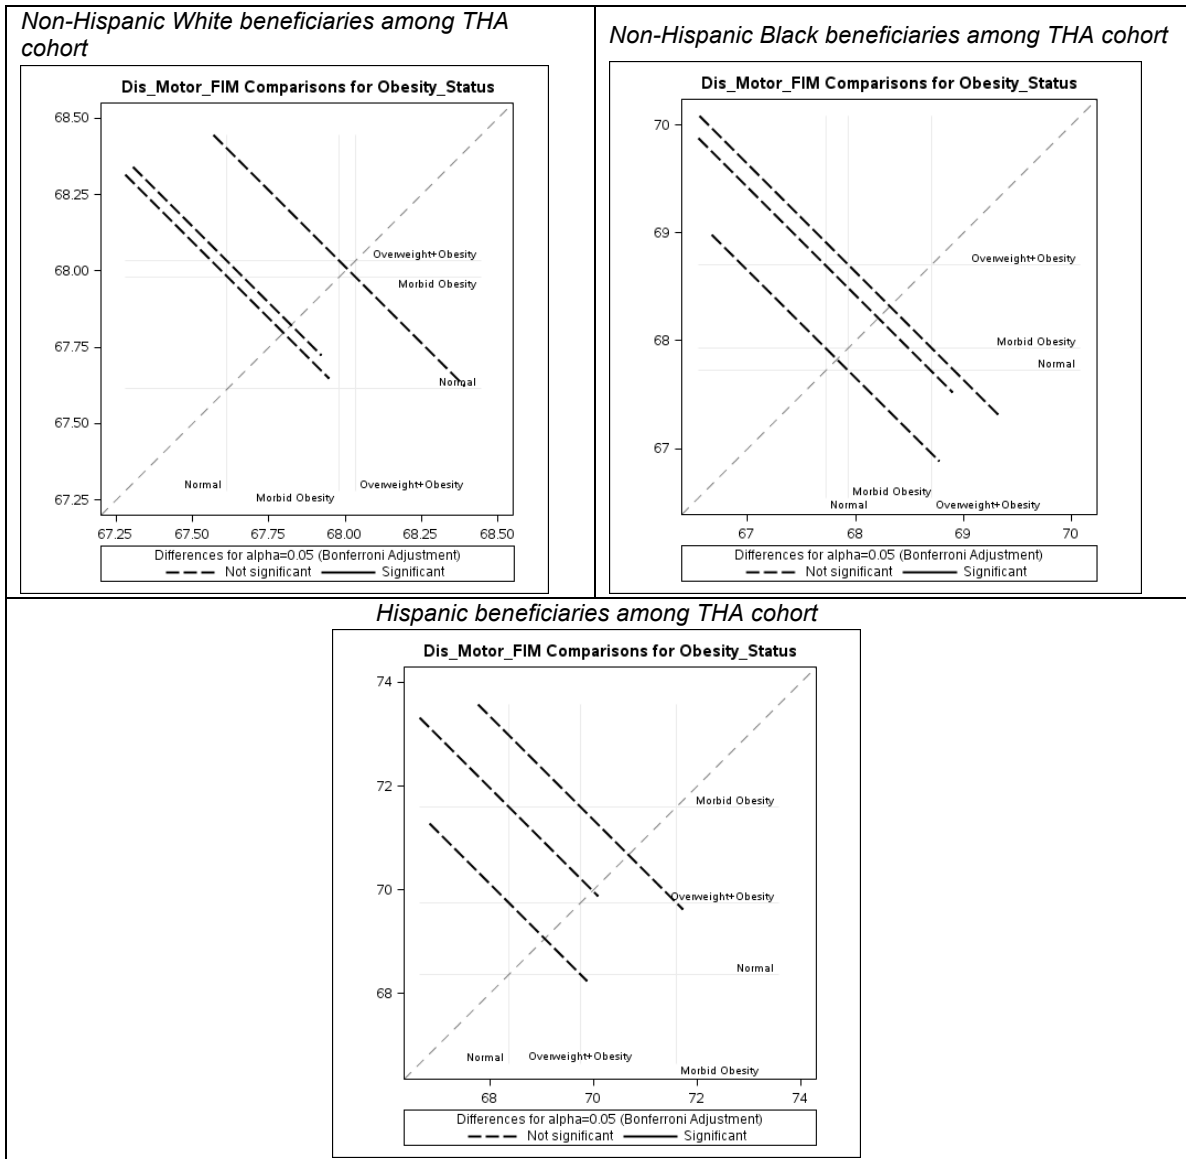 Non-Hispanic White beneficiaries among THA
cohort
Dis_Motor_FIM Comparisons for Obesity_Status
68.50
68.25
68.00
67.75
67.50
67.25
Overweight+Obesity
Morbid Obesity
Normal
Normal
Morbid Obesity
Overweight+Obesity
67.25 67.50 67.75 68.00 68.25 68.50
Differences for alpha=0.05 (Bonferroni Adjustment)
Not significant Significant
Non-Hispanic Black beneficiaries among THA cohort
Dis_Motor_FIM Comparisons for Obesity_Status
70
69
68
67
Overweight+Obesity
Morbid Obesity
Normal
Morbid Obesity
Normal Overweight+Obesity
67 68 69 70
Differences for alpha=0.05 (Bonferroni Adjustment)
Not significant Significant
Hispanic beneficiaries among THA cohort
Dis_Motor_FIM Comparisons for Obesity_Status
74
72
70
68
Morbid Obesity
Overweight+Obesity
Normal
Normal Overweight+Obesity
Morbid Obesity
68 70 72 74
Differences for alpha=0.05 (Bonferroni Adjustment)
Not significant Significant